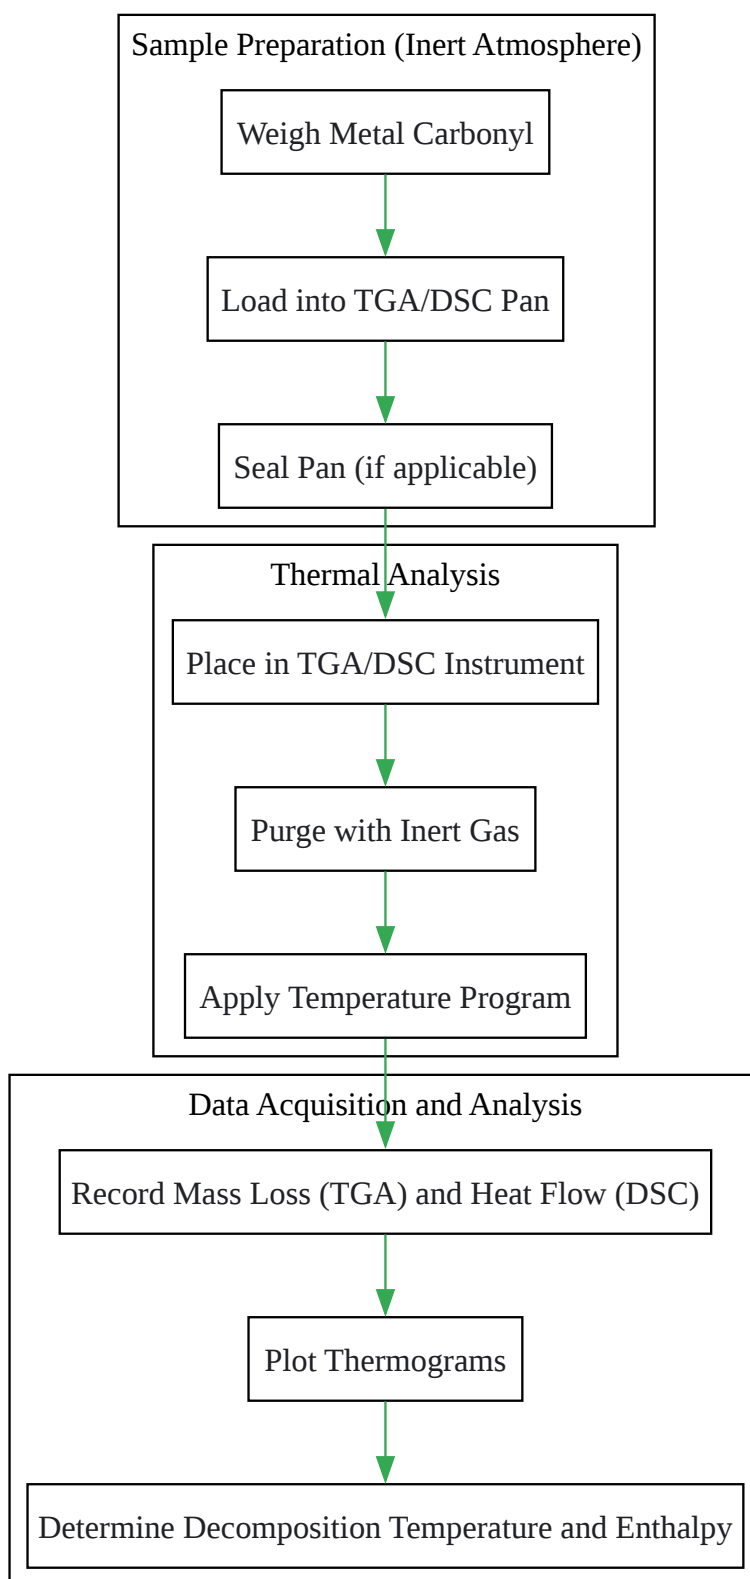 Sample Preparation (Inert Atmosphere)
Weigh Metal Carbonyl
Load into TGA/DSC Pan
Seal Pan (if applicable)
Thermal Analysis
Place in TGA/DSC Instrument
Purge with Inert Gas
Apply Temperature Program
Data Acquisition and Analysis
Record Mass Loss (TGA) and Heat Flow (DSC)
Plot Thermograms
Determine Decomposition Temperature and Enthalpy